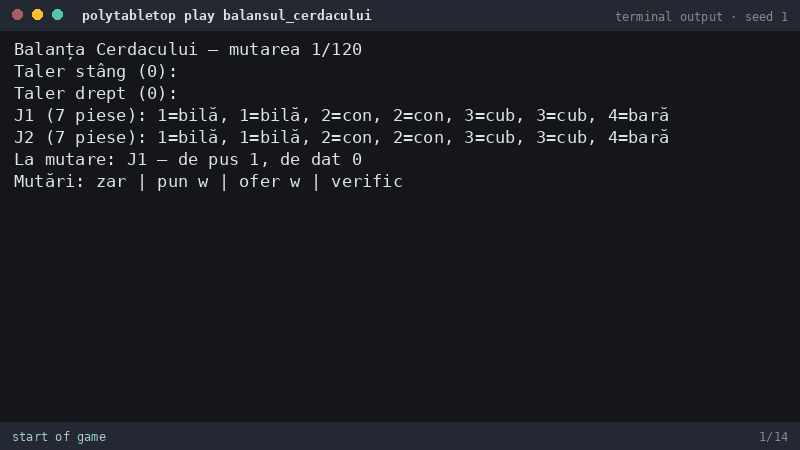 polytabletop play balansul_cerdacului
terminal output · seed 1
Balanța Cerdacului — mutarea 1/120
Taler stâng (0):
Taler drept (0):
J1 (7 piese): 1=bilă, 1=bilă, 2=con, 2=con, 3=cub, 3=cub, 4=bară
J2 (7 piese): 1=bilă, 1=bilă, 2=con, 2=con, 3=cub, 3=cub, 4=bară
La mutare: J1 — de pus 1, de dat 0
Mutări: zar | pun w | ofer w | verific
start of game
1/14